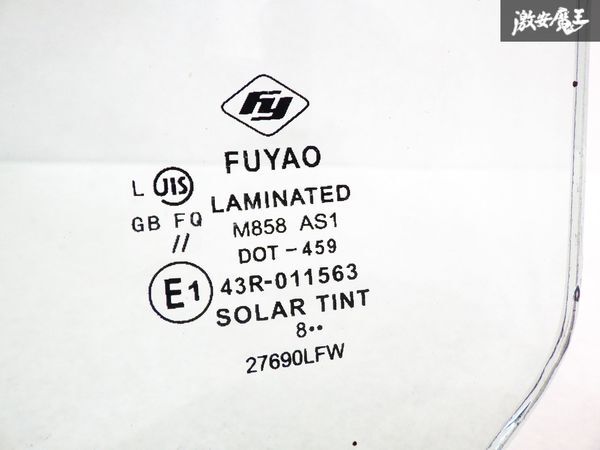 激安魔王
FY
FUYAO
L JIS LAMINATED
GB FQ M858 AS1
// DOT-459
E1 43R-011563
SOLAR TINT
8••
27690LFW